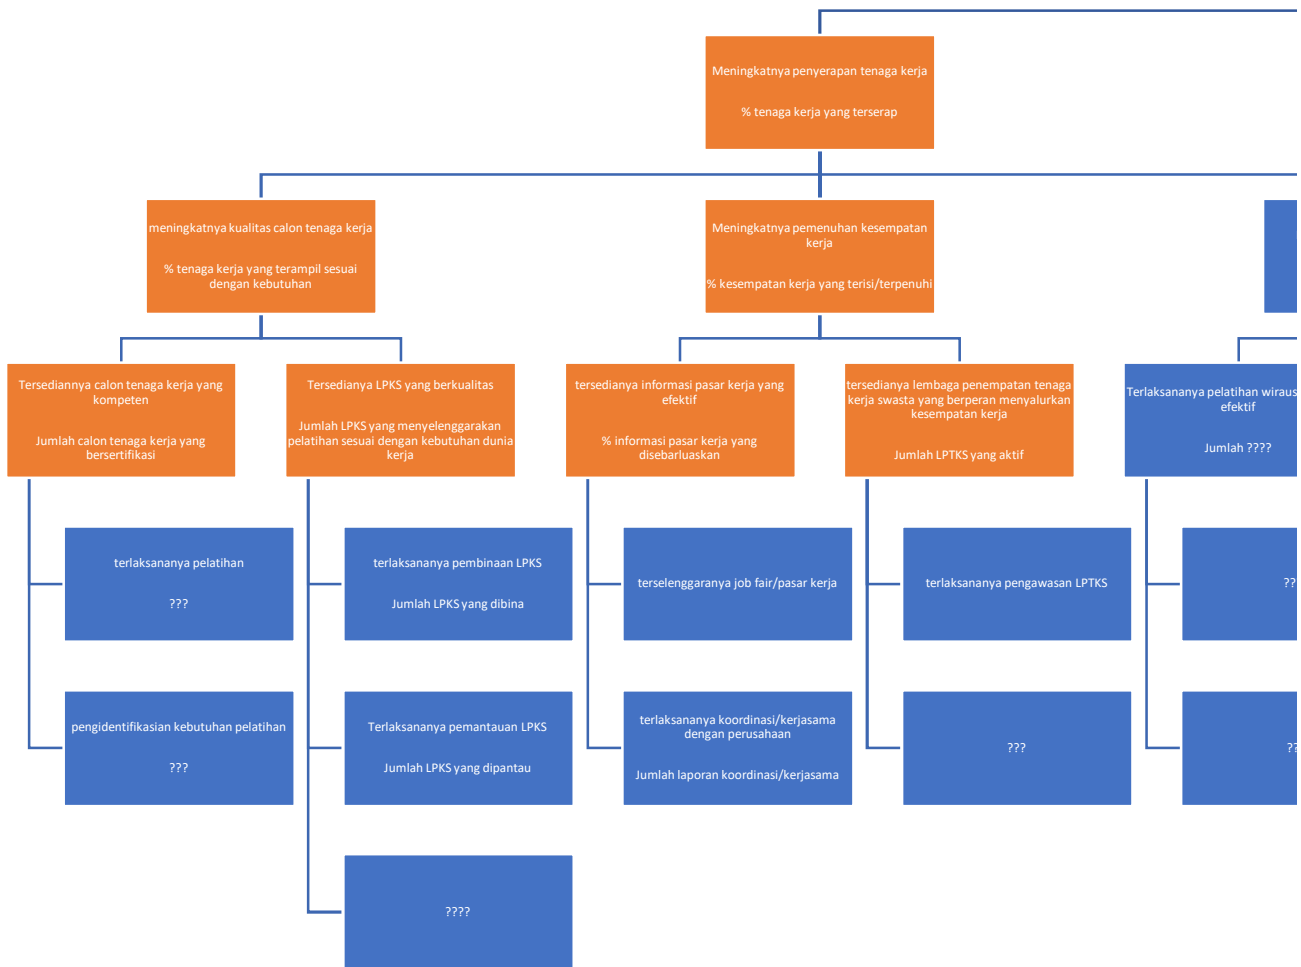 Meningkatnya penyerapan tenaga kerja
% tenaga kerja yang terserap
meningkatnya kualitas calon tenaga kerja
% tenaga kerja yang terampil sesuai
dengan kebutuhan
Meningkatnya pemenuhan kesempatan
kerja
% kesempatan kerja yang terisi/terpenuhi
Tersediannya calon tenaga kerja yang
kompeten
Jumlah calon tenaga kerja yang
bersertifikasi
Tersedianya LPKS yang berkualitas
Jumlah LPKS yang menyelenggarakan
pelatihan sesuai dengan kebutuhan dunia
kerja
tersedianya informasi pasar kerja yang
efektif
% informasi pasar kerja yang
disebarluaskan
tersedianya lembaga penempatan tenaga
kerja swasta yang berperan menyalurkan
kesempatan kerja
Jumlah LPTKS yang aktif
Terlaksananya pelatihan wiraus
efektif
Jumlah ????
terlaksananya pelatihan
???
terlaksananya pembinaan LPKS
Jumlah LPKS yang dibina
terselenggaranya job fair/pasar kerja
terlaksananya pengawasan LPTKS
??
pengidentifikasian kebutuhan pelatihan
???
Terlaksananya pemantauan LPKS
Jumlah LPKS yang dipantau
terlaksananya koordinasi/kerjasama
dengan perusahaan
Jumlah laporan koordinasi/kerjasama
???
??
????